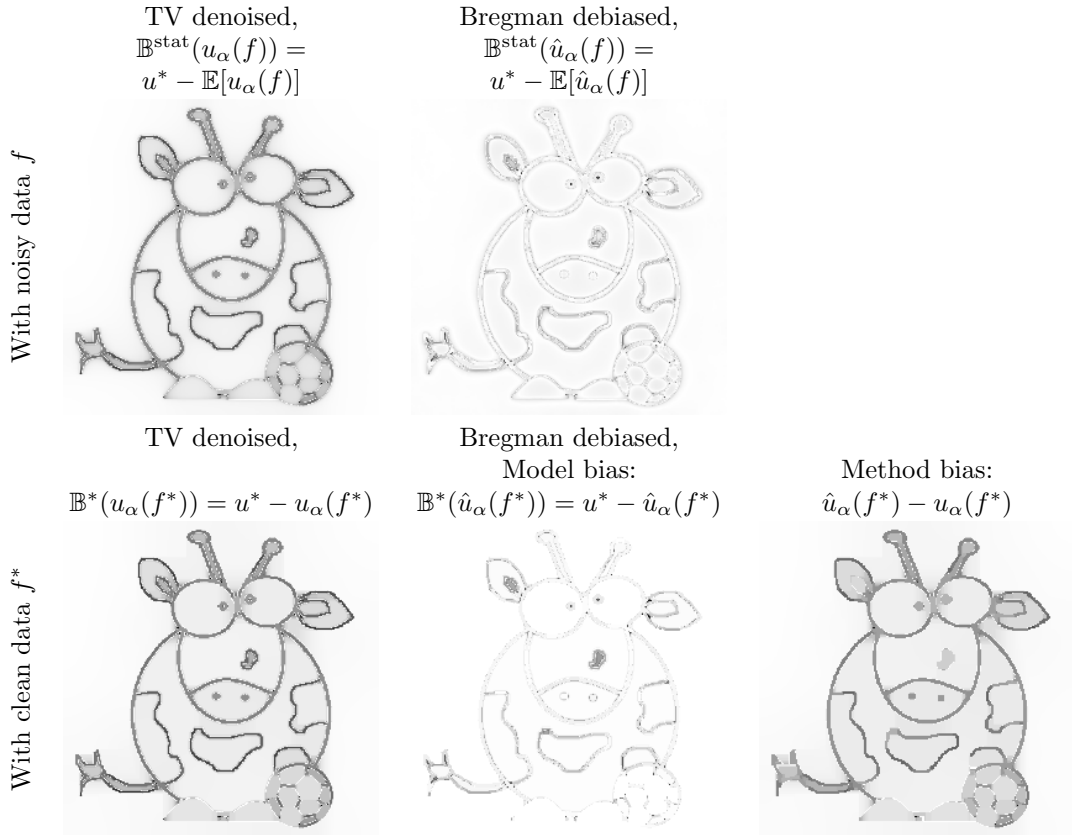 TV denoised,
𝔹^stat(u_α(f)) =
u* − 𝔼[u_α(f)]
Bregman debiased,
𝔹^stat(û_α(f)) =
u* − 𝔼[û_α(f)]
With noisy data f
TV denoised,
𝔹*(u_α(f*)) = u* − u_α(f*)
Bregman debiased,
Model bias:
𝔹*(û_α(f*)) = u* − û_α(f*)
Method bias:
û_α(f*) − u_α(f*)
With clean data f*